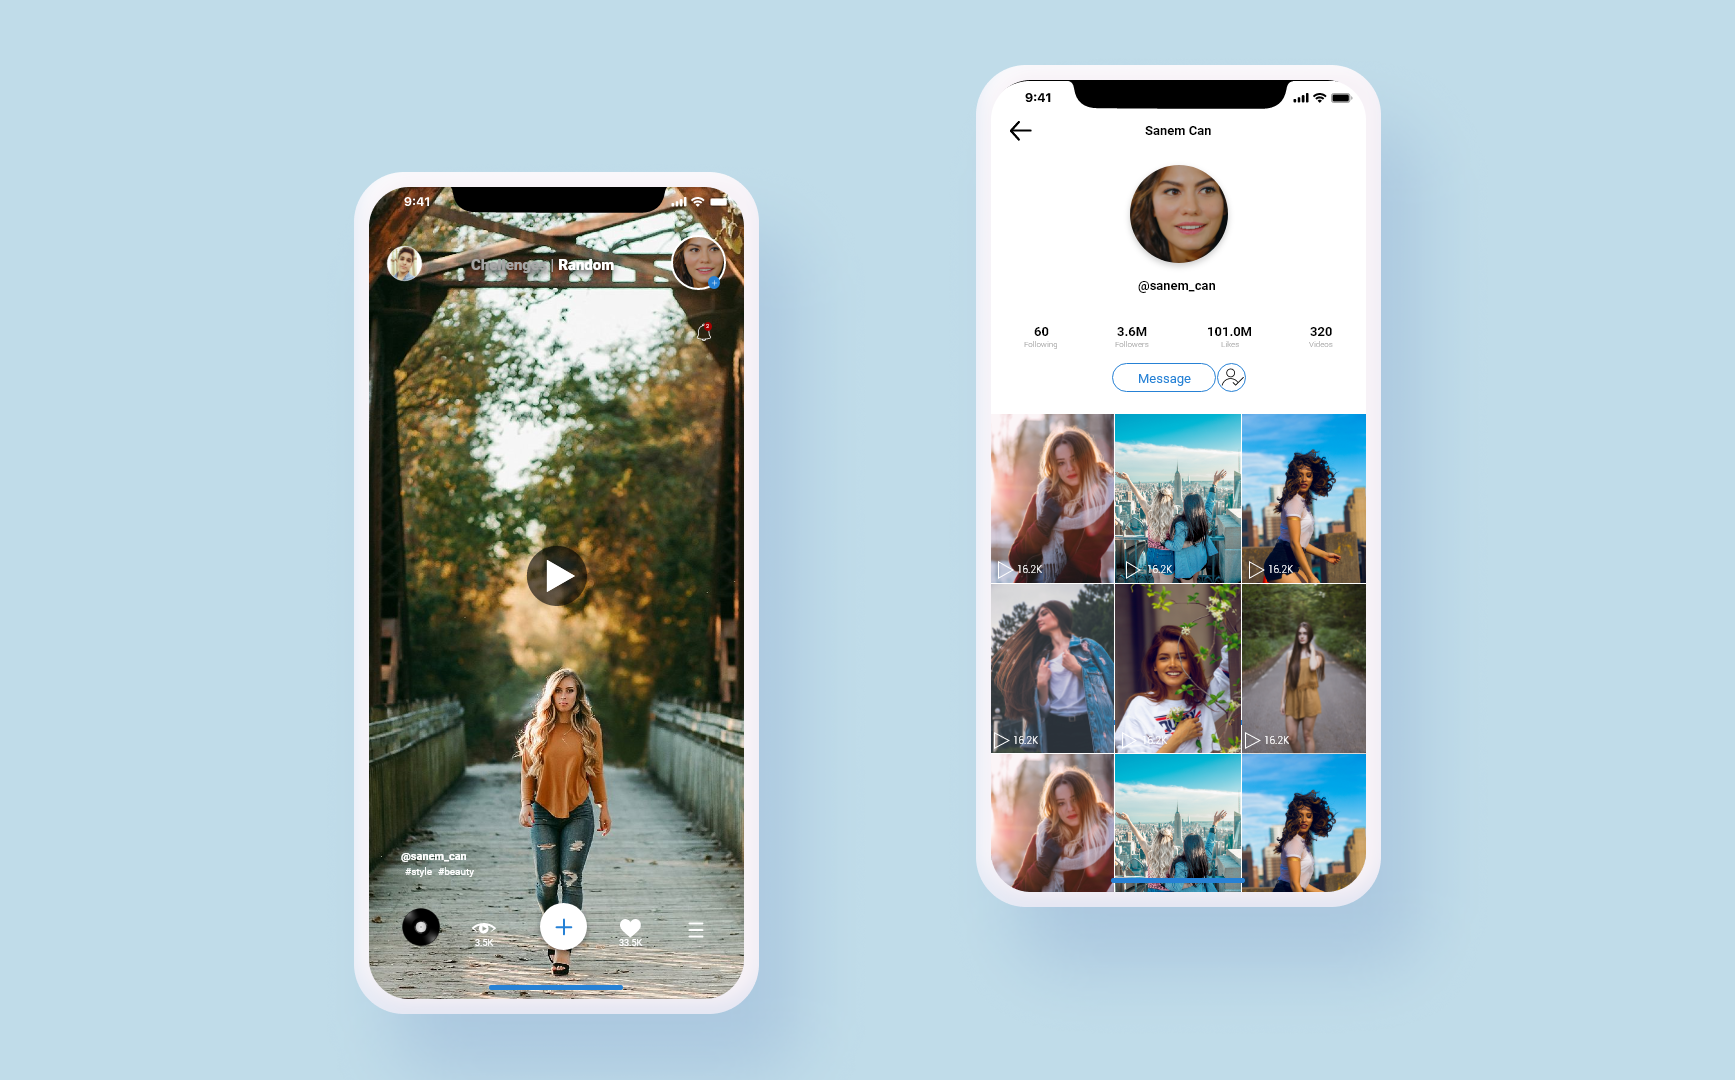 9:41
Challenges | Random
2
@sanem_can
#style #beauty
3.5K
33.5K
9:41
Sanem Can
@sanem_can
60 3.6M 101.0M 320
Following Followers Likes Videos
Message
16.2K 16.2K 16.2K
16.2K 16.2K 16.2K